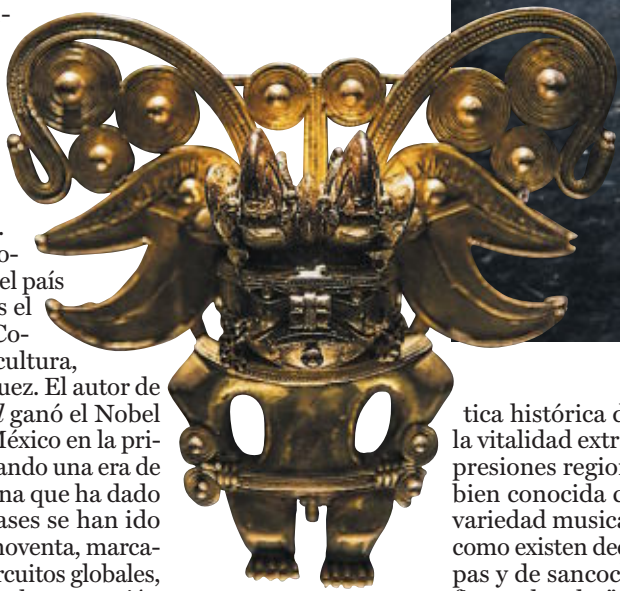 o-
el país
s el
Co-
cultura,
uez. El autor de
l ganó el Nobel
México en la pri-
ando una era de
na que ha dado
ases se han ido
noventa, marca-
rcuitos globales,
tica histórica d
la vitalidad extr
presiones region
bien conocida
variedad musica
como existen dec
pas y de sancoc